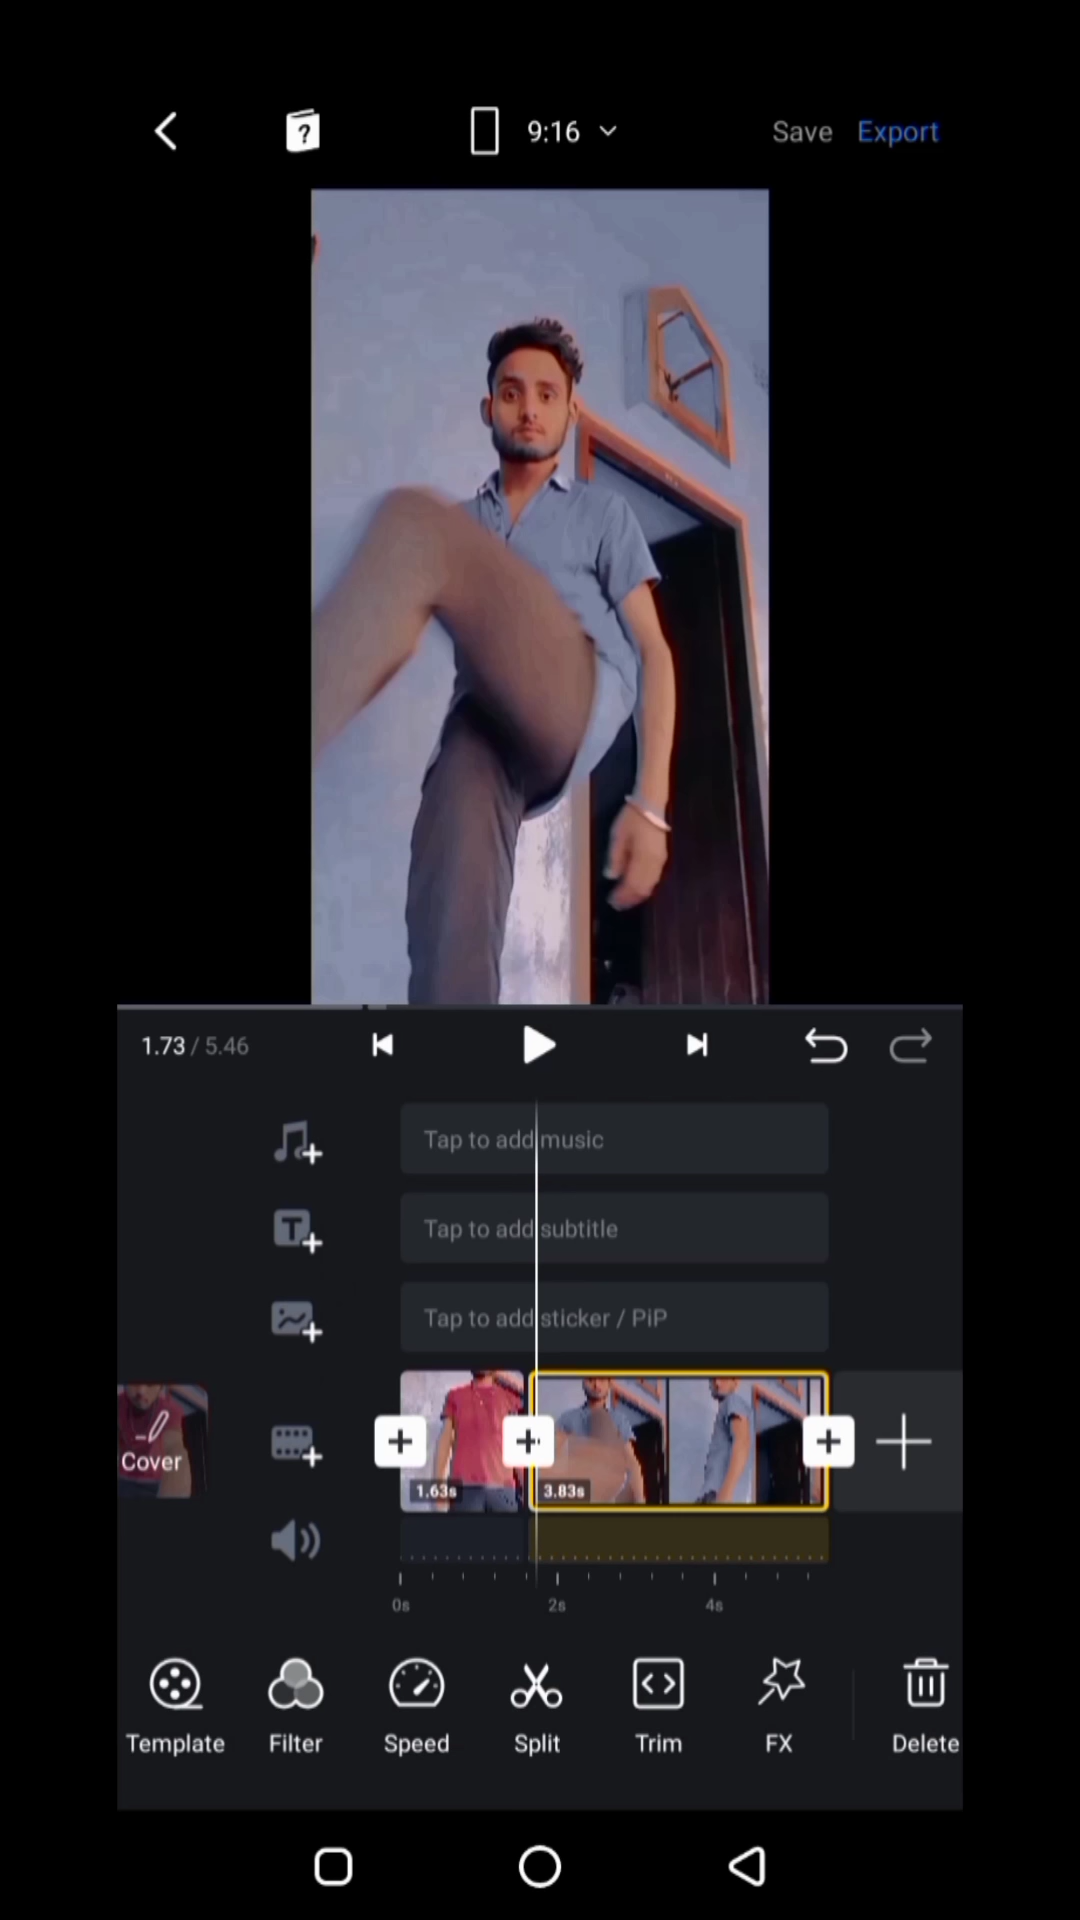 9:16
Save Export
1.73 / 5.46
Tap to add music
Tap to add subtitle
Tap to add sticker / PiP
Cover
1.63s
3.83s
0s
2s
4s
Template
Filter
Speed
Split
Trim
FX
Delete